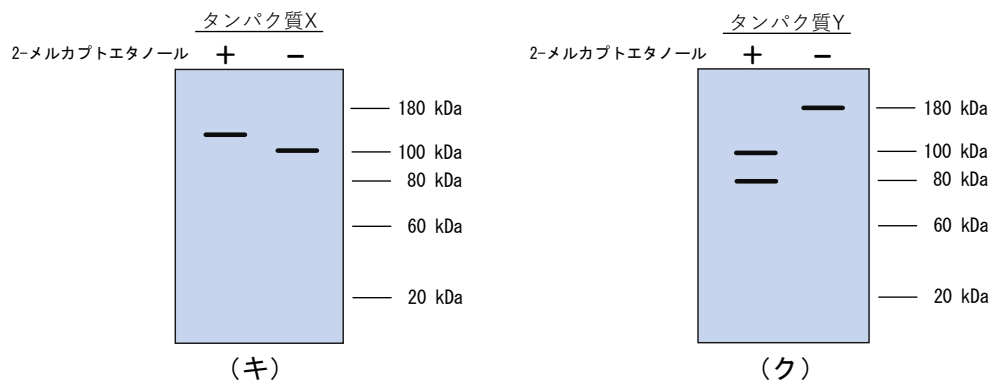 タンパク質X
2-メルカプトエタノール + −
180 kDa
100 kDa
80 kDa
60 kDa
20 kDa
(キ)
タンパク質Y
2-メルカプトエタノール + −
180 kDa
100 kDa
80 kDa
60 kDa
20 kDa
(ク)